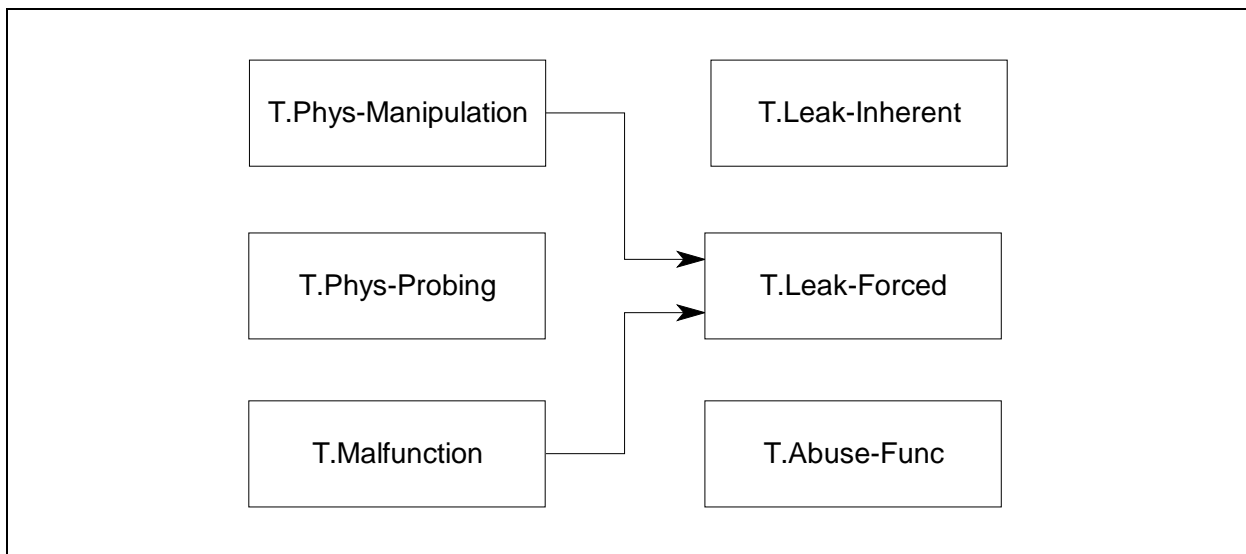 T.Phys-Manipulation
T.Leak-Inherent
T.Phys-Probing
T.Leak-Forced
T.Malfunction
T.Abuse-Func